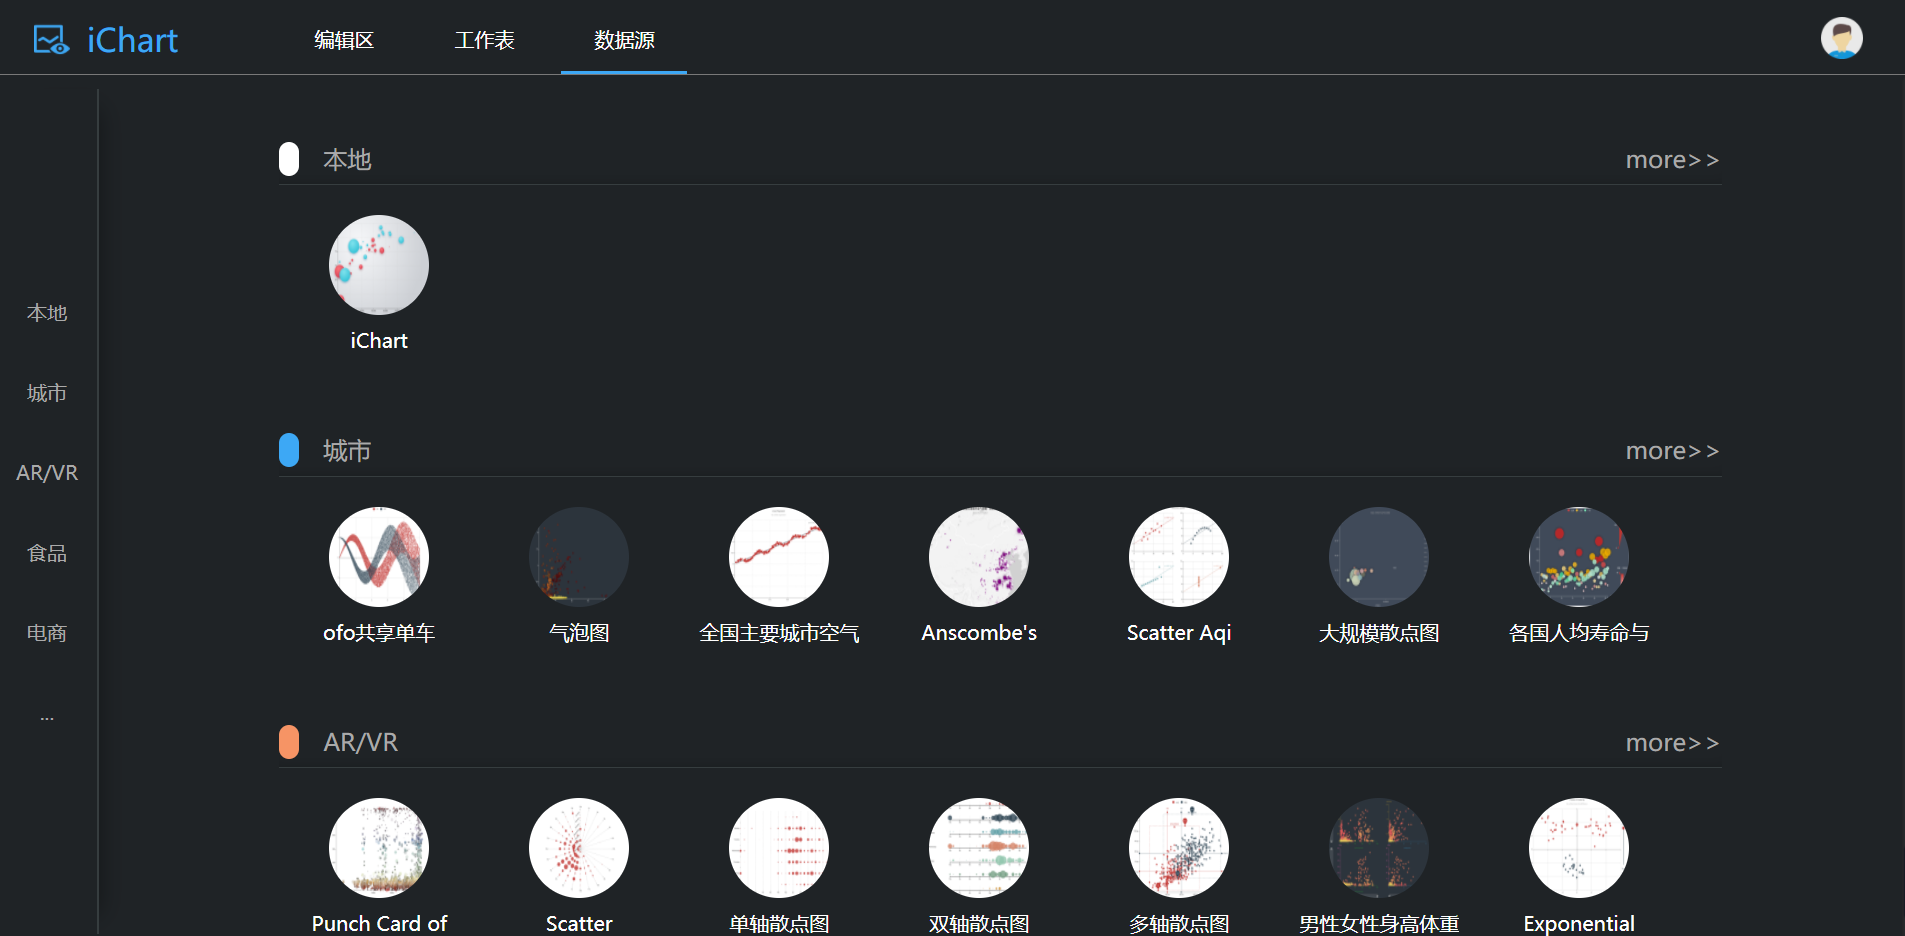 iChart
编辑区
工作表
数据源
本地
城市
AR/VR
食品
电商
...
本地
more>>
iChart
城市
more>>
ofo共享单车
气泡图
全国主要城市空气
Anscombe's
Scatter Aqi
大规模散点图
各国人均寿命与
AR/VR
more>>
Punch Card of
Scatter
单轴散点图
双轴散点图
多轴散点图
男性女性身高体重
Exponential